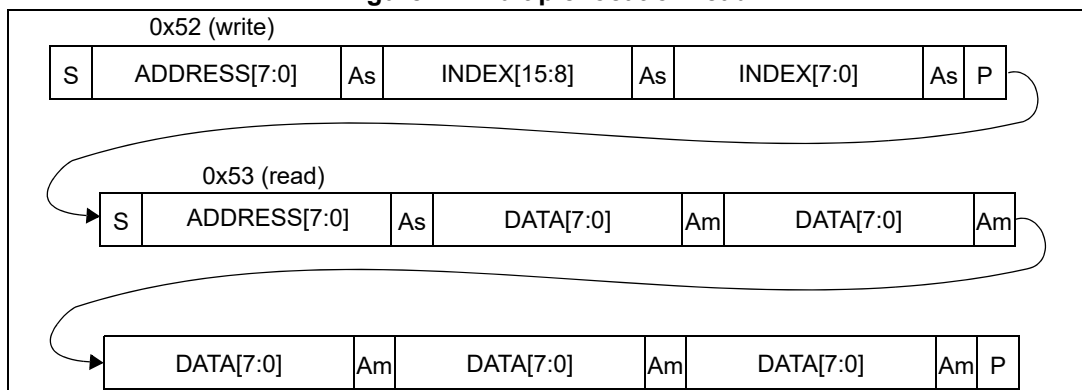 0x52 (write)
S ADDRESS[7:0] As INDEX[15:8] As INDEX[7:0] As P
0x53 (read)
S ADDRESS[7:0] As DATA[7:0] Am DATA[7:0] Am
DATA[7:0] Am DATA[7:0] Am DATA[7:0] Am P